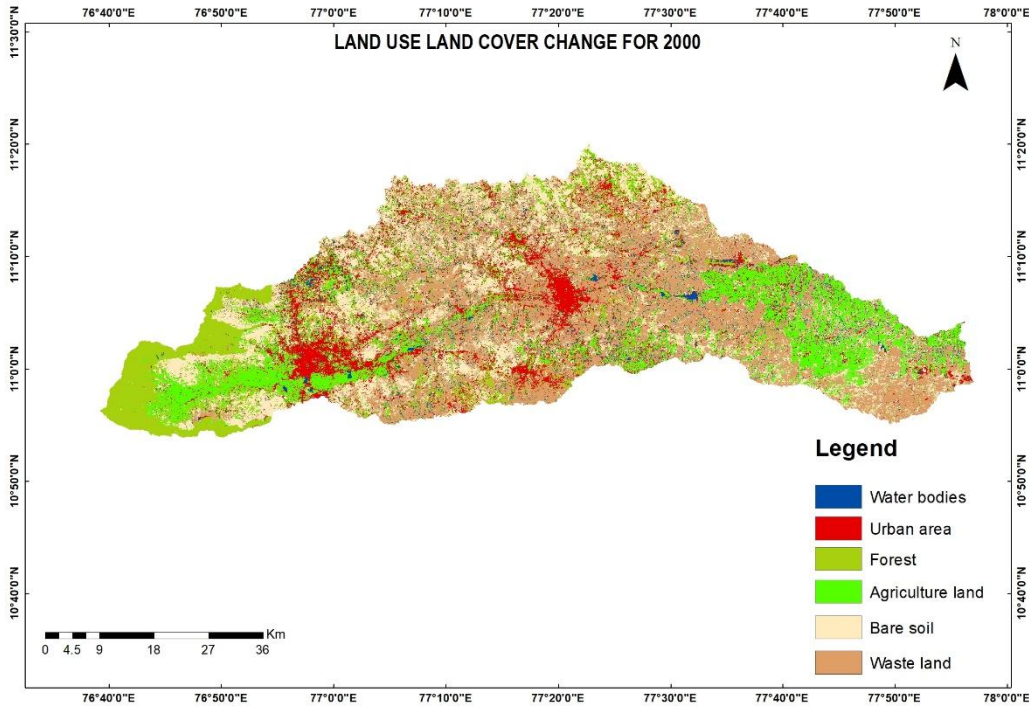 76°40'0"E 76°50'0"E 77°0'0"E 77°10'0"E 77°20'0"E 77°30'0"E 77°40'0"E 77°50'0"E 78°0'0"E
LAND USE LAND COVER CHANGE FOR 2000
N
11°30'0"N 11°30'0"N
11°20'0"N 11°20'0"N
11°10'0"N 11°10'0"N
11°0'0"N 11°0'0"N
10°50'0"N 10°50'0"N
10°40'0"N 10°40'0"N
Legend
Water bodies
Urban area
Forest
Agriculture land
Bare soil
Waste land
Km
0 4.5 9 18 27 36
76°40'0"E 76°50'0"E 77°0'0"E 77°10'0"E 77°20'0"E 77°30'0"E 77°40'0"E 77°50'0"E 78°0'0"E